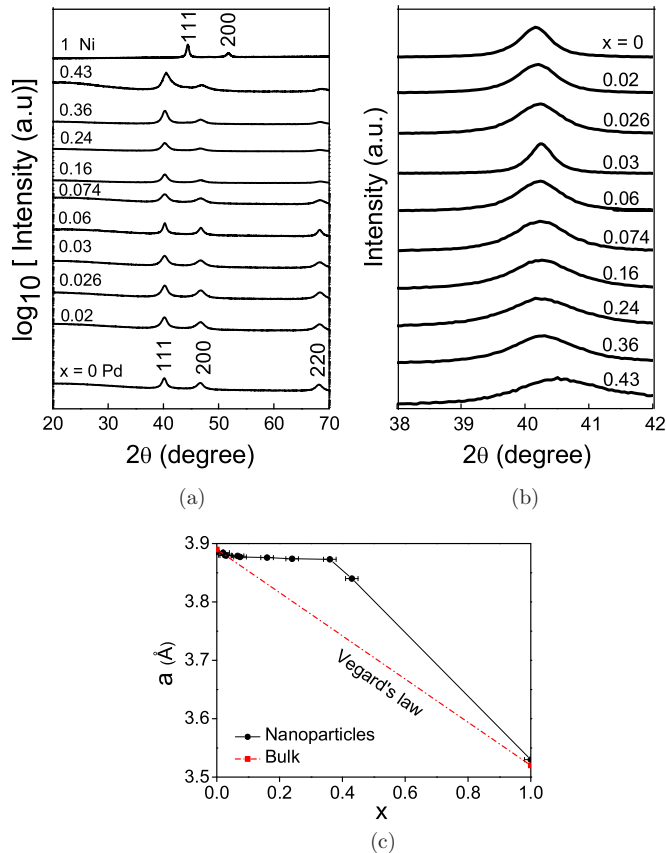 111
200
1 Ni
0.43
0.36
0.24
0.16
0.074
0.06
0.03
0.026
0.02
x = 0 Pd
111
200
220
20 30 40 50 60 70
2θ (degree)
log10 [ Intensity (a.u)]
(a)
x = 0
0.02
0.026
0.03
0.06
0.074
0.16
0.24
0.36
0.43
38 39 40 41 42
2θ (degree)
Intensity (a.u.)
(b)
3.9
3.8
3.7
3.6
3.5
a (Å)
Vegard's law
Nanoparticles
Bulk
0.0 0.2 0.4 0.6 0.8 1.0
x
(c)